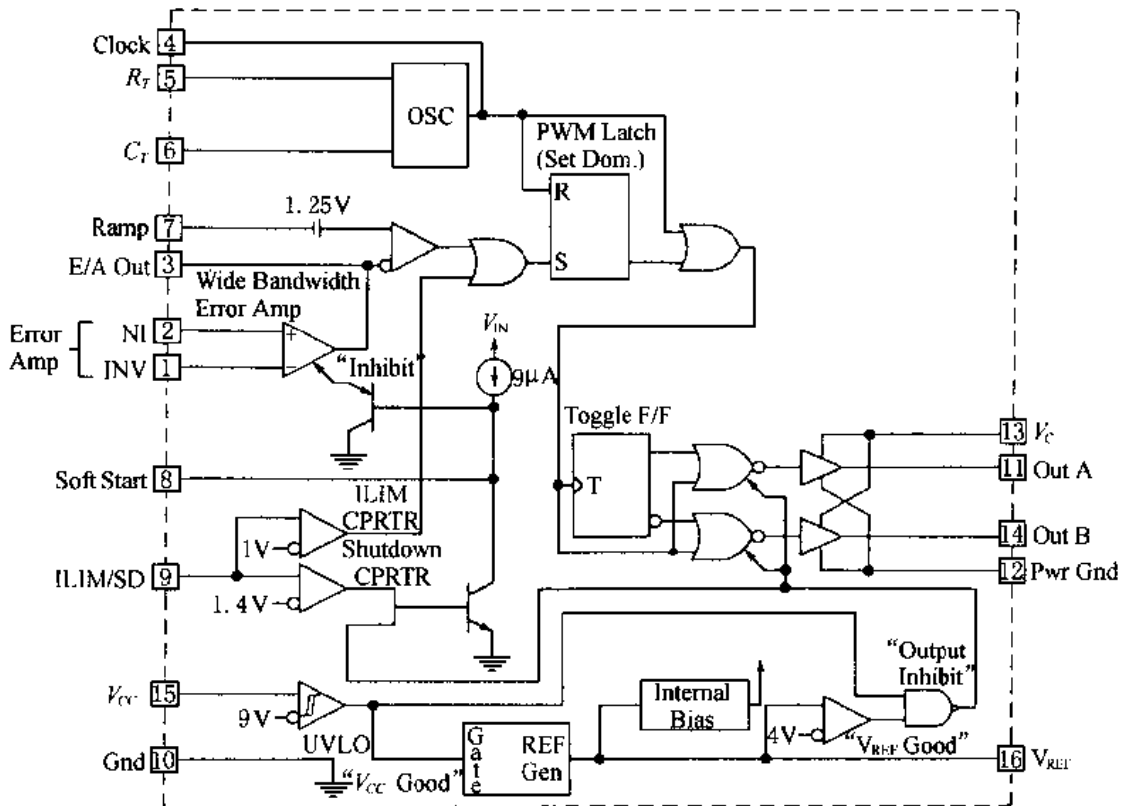 Clock 4
R_T 5
OSC
PWM Latch
(Set Dom.)
C_T 6
R
1.25V
Ramp 7
S
E/A Out 3
Wide Bandwidth
Error Amp
Error
Amp
NI 2
+
INV 1
−
"Inhibit"
V_IN
9μA
Toggle F/F
T
13 V_C
11 Out A
Soft Start 8
ILIM
CPRTR
1V
Shutdown
CPRTR
14 Out B
ILIM/SD 9
12 Pwr Gnd
1.4V
"Output
Inhibit"
V_CC 15
9V
Internal
Bias
4V
UVLO
Gate
REF
Gen
"V_REF Good"
Gnd 10
"V_CC Good"
16 V_REF